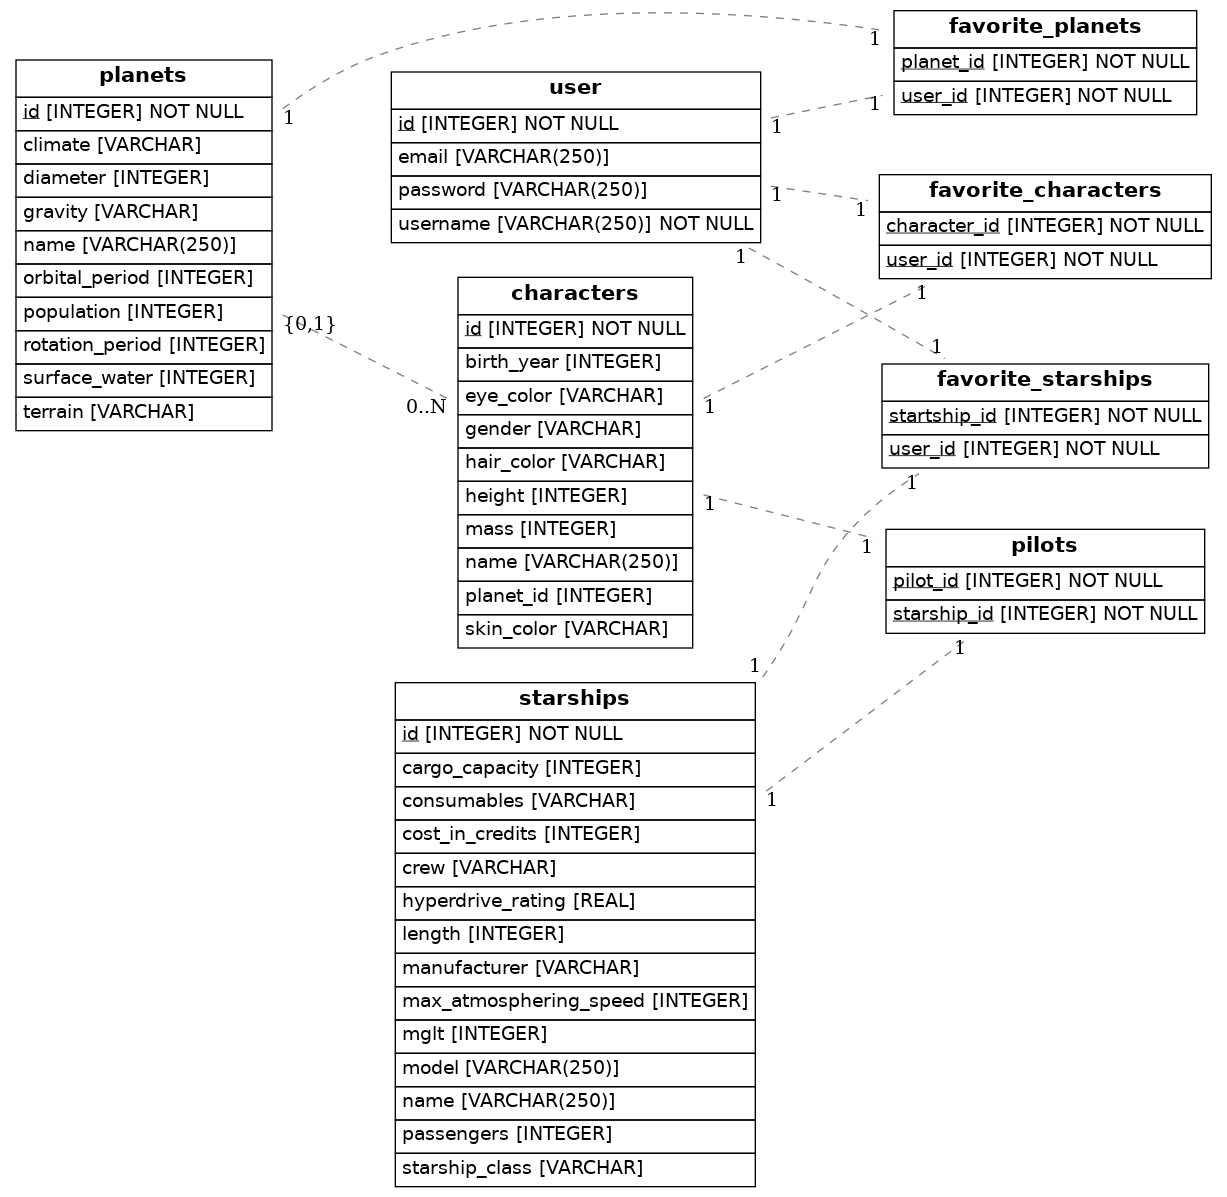 planets
id [INTEGER] NOT NULL
climate [VARCHAR]
diameter [INTEGER]
gravity [VARCHAR]
name [VARCHAR(250)]
orbital_period [INTEGER]
population [INTEGER]
rotation_period [INTEGER]
surface_water [INTEGER]
terrain [VARCHAR]
1
{0,1}
0..N
user
id [INTEGER] NOT NULL
email [VARCHAR(250)]
password [VARCHAR(250)]
username [VARCHAR(250)] NOT NULL
1
1
1
characters
id [INTEGER] NOT NULL
birth_year [INTEGER]
eye_color [VARCHAR]
gender [VARCHAR]
hair_color [VARCHAR]
height [INTEGER]
mass [INTEGER]
name [VARCHAR(250)]
planet_id [INTEGER]
skin_color [VARCHAR]
1
1
starships
id [INTEGER] NOT NULL
cargo_capacity [INTEGER]
consumables [VARCHAR]
cost_in_credits [INTEGER]
crew [VARCHAR]
hyperdrive_rating [REAL]
length [INTEGER]
manufacturer [VARCHAR]
max_atmosphering_speed [INTEGER]
mglt [INTEGER]
model [VARCHAR(250)]
name [VARCHAR(250)]
passengers [INTEGER]
starship_class [VARCHAR]
1
1
favorite_planets
planet_id [INTEGER] NOT NULL
user_id [INTEGER] NOT NULL
1
1
favorite_characters
character_id [INTEGER] NOT NULL
user_id [INTEGER] NOT NULL
1
1
favorite_starships
startship_id [INTEGER] NOT NULL
user_id [INTEGER] NOT NULL
1
1
pilots
pilot_id [INTEGER] NOT NULL
starship_id [INTEGER] NOT NULL
1
1